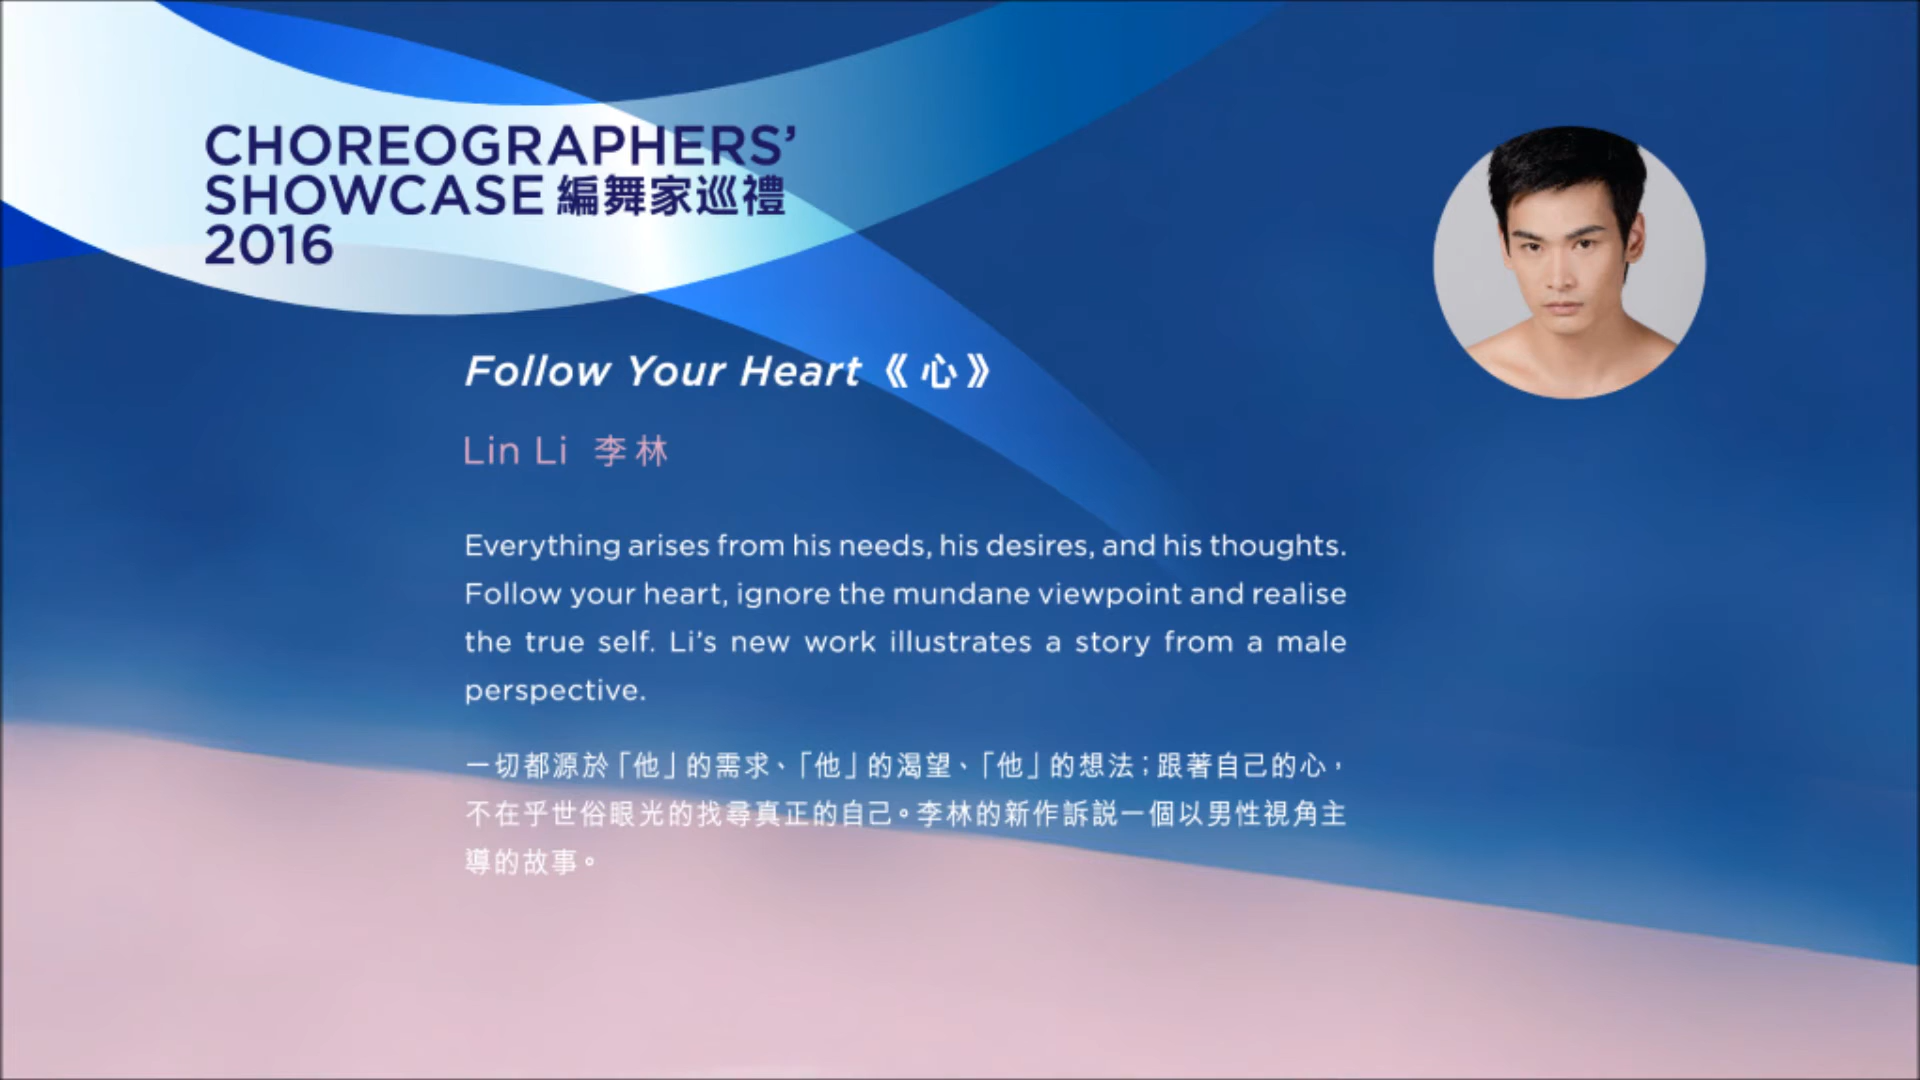 CHOREOGRAPHERS'
SHOWCASE 編舞家巡禮
2016
Follow Your Heart《心》
Lin Li 李林
Everything arises from his needs, his desires, and his thoughts.
Follow your heart, ignore the mundane viewpoint and realise
the true self. Li's new work illustrates a story from a male
perspective.
一切都源於「他」的需求、「他」的渴望、「他」的想法；跟著自己的心，
不在乎世俗眼光的找尋真正的自己。李林的新作訴説一個以男性視角主
導的故事。